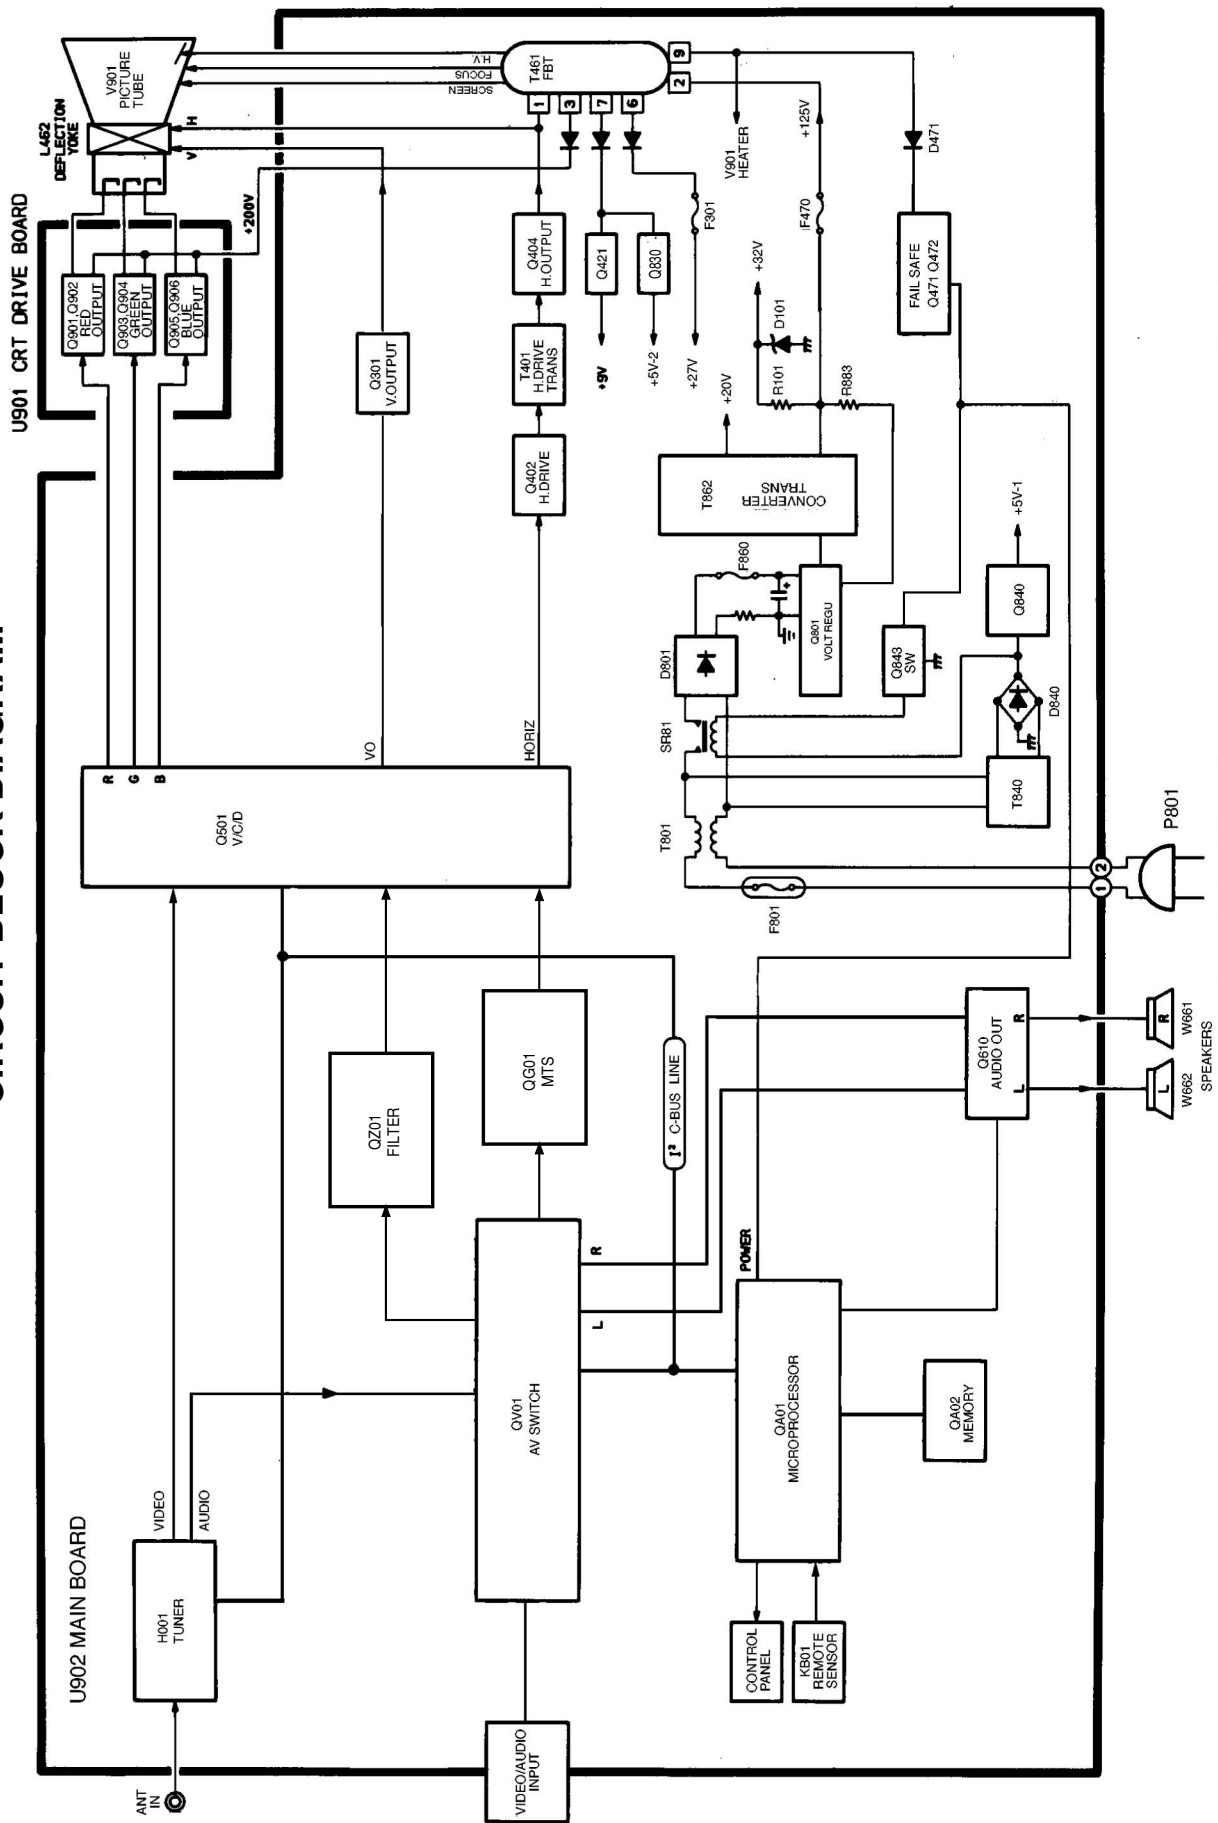 CIRCUIT BLOCK DIAGRAM
U901 CRT DRIVE BOARD
U902 MAIN BOARD
ANT
IN
H001
TUNER
VIDEO
AUDIO
VIDEO/AUDIO
INPUT
QV01
AV SWITCH
QZ01
FILTER
QG01
MTS
I² C-BUS LINE
L
R
CONTROL
PANEL
KB01
REMOTE
SENSOR
QA01
MICROPROCESSOR
POWER
QA02
MEMORY
Q610
AUDIO OUT
L
R
L
R
W662
W661
SPEAKERS
Q501
V/C/D
R
G
B
VO
HORIZ
Q901,Q902
RED
OUTPUT
Q903,Q904
GREEN
OUTPUT
Q905,Q906
BLUE
OUTPUT
+200V
L462
DEFLECTION
YOKE
V901
PICTURE
TUBE
V
H
H.V.
FOCUS
SCREEN
Q301
V.OUTPUT
Q402
H.DRIVE
T401
H.DRIVE
TRANS
Q404
H.OUTPUT
T461
FBT
1
3
7
6
2
9
Q421
Q830
+9V
+5V-2
+27V
F301
V901
HEATER
+125V
F470
D471
FAIL SAFE
Q471 Q472
+32V
D101
R101
R883
+20V
T862
CONVERTER
TRANS
F860
+
D801
Q801
VOLT REGU
SR81
Q843
SW
Q840
+5V-1
D840
T840
T801
F801
1
2
P801